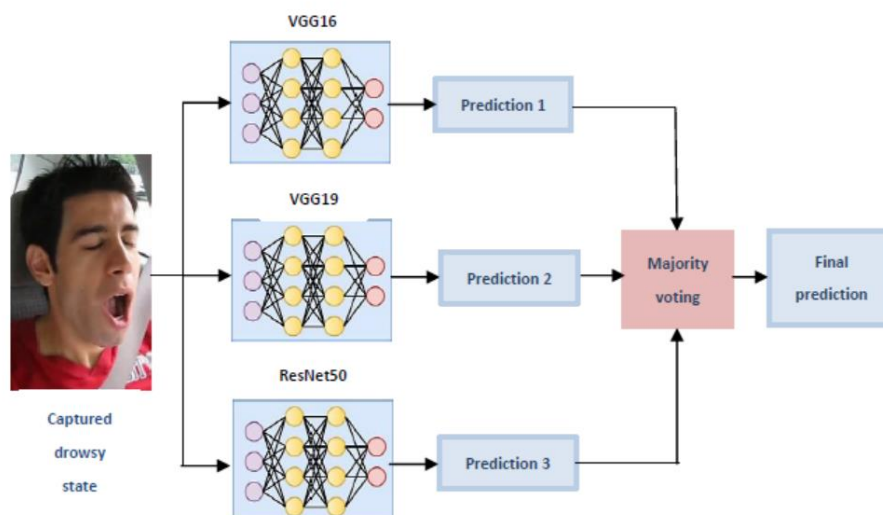 VGG16
Prediction 1
VGG19
Prediction 2
Majority
voting
Final
prediction
ResNet50
Prediction 3
Captured
drowsy
state